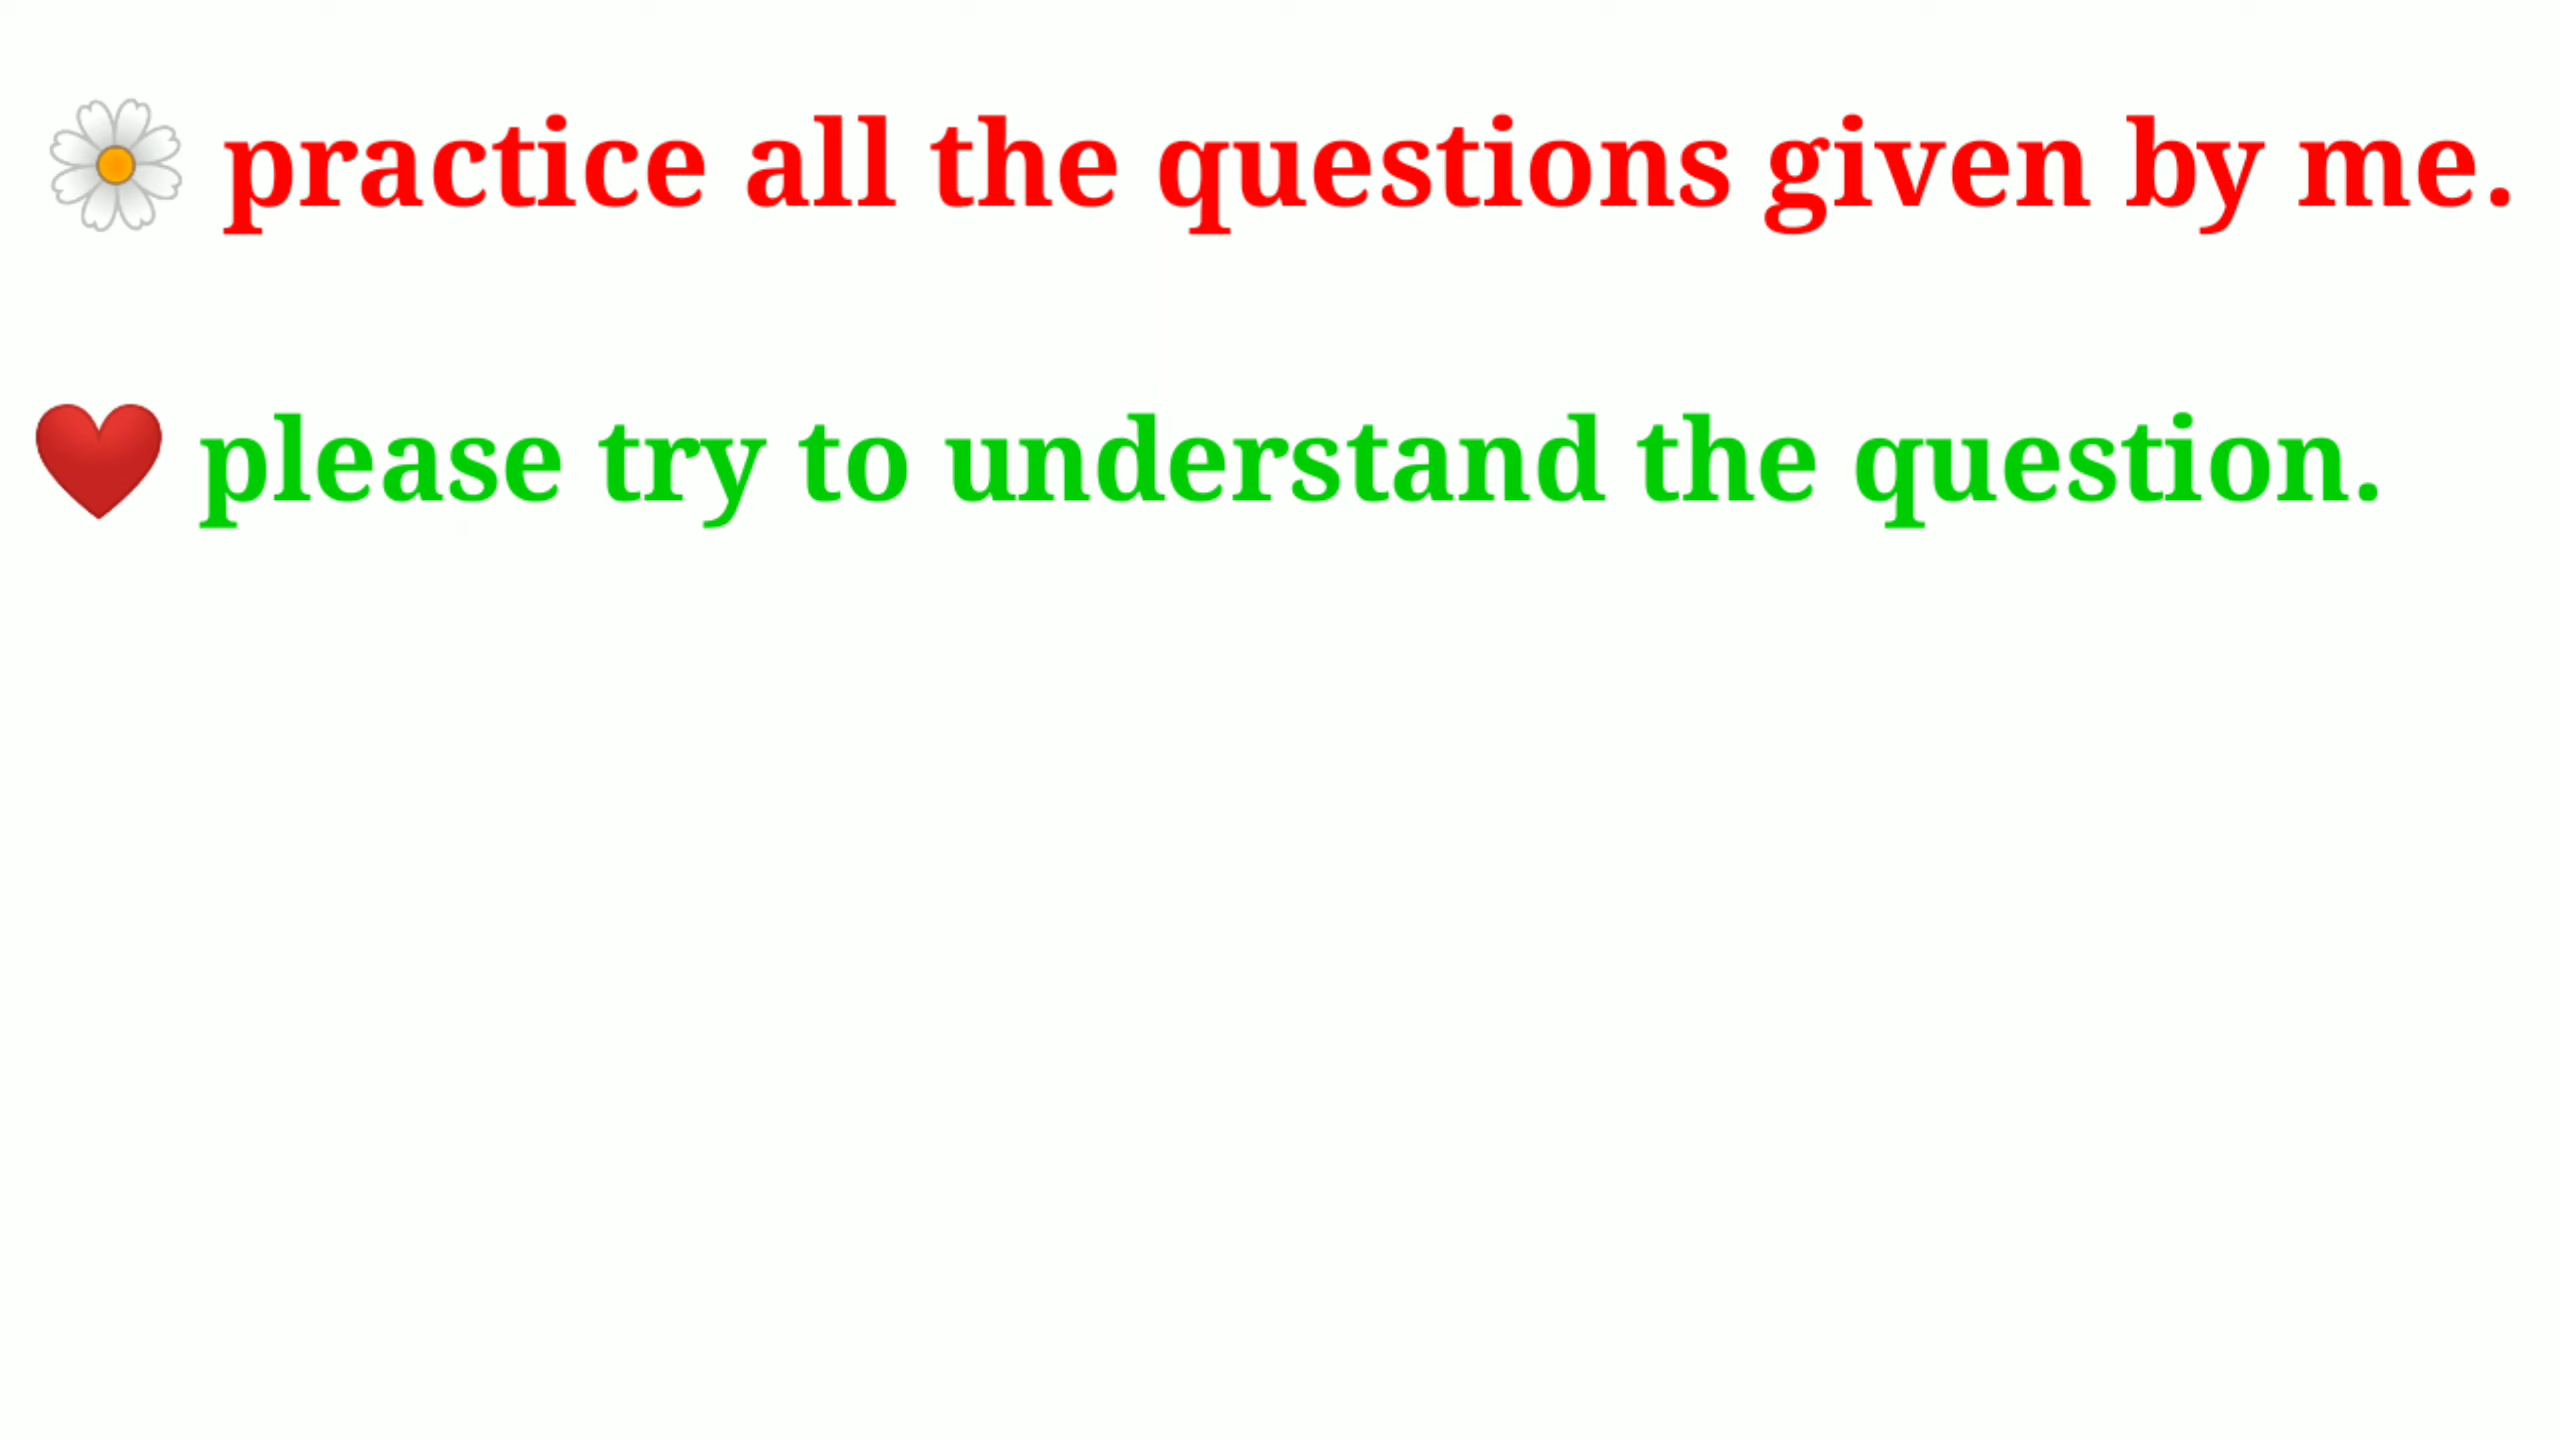 🌼 practice all the questions given by me.
❤️ please try to understand the question.